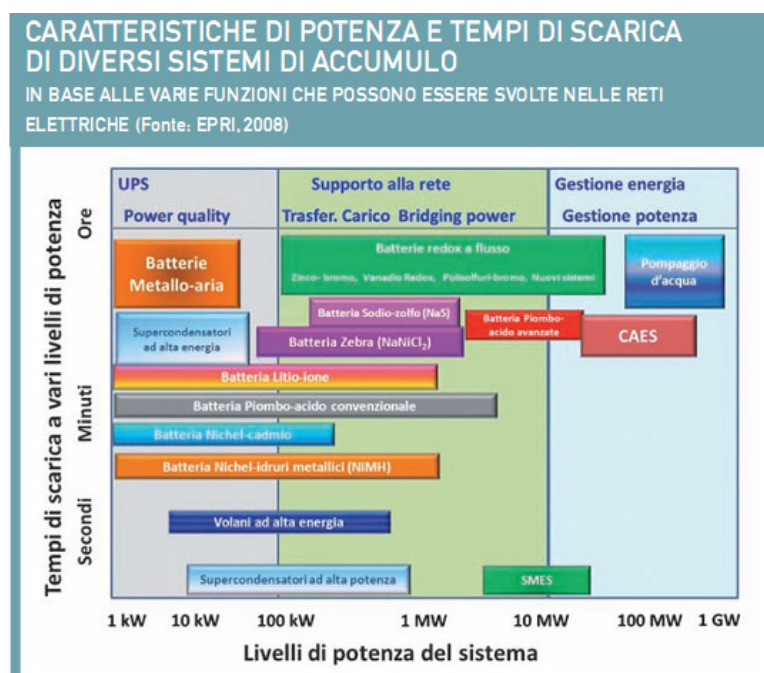 CARATTERISTICHE DI POTENZA E TEMPI DI SCARICA
DI DIVERSI SISTEMI DI ACCUMULO
IN BASE ALLE VARIE FUNZIONI CHE POSSONO ESSERE SVOLTE NELLE RETI
ELETTRICHE (Fonte: EPRI, 2008)
Tempi di scarica a vari livelli di potenza
Ore
Minuti
Secondi
UPS
Power quality
Supporto alla rete
Trasfer. Carico Bridging power
Gestione energia
Gestione potenza
Batterie
Metallo-aria
Batterie redox a flusso
Zinco-bromo, Vanadio Redox, Polisolfuri-bromo, Nuovi sistemi
Pompaggio
d'acqua
Supercondensatori
ad alta energia
Batteria Sodio-zolfo (NaS)
Batteria Zebra (NaNiCl₂)
Batteria Piombo-
acido avanzate
CAES
Batteria Litio-ione
Batteria Piombo-acido convenzionale
Batteria Nichel-cadmio
Batteria Nichel-idruri metallici (NiMH)
Volani ad alta energia
Supercondensatori ad alta potenza
SMES
1 kW
10 kW
100 kW
1 MW
10 MW
100 MW
1 GW
Livelli di potenza del sistema